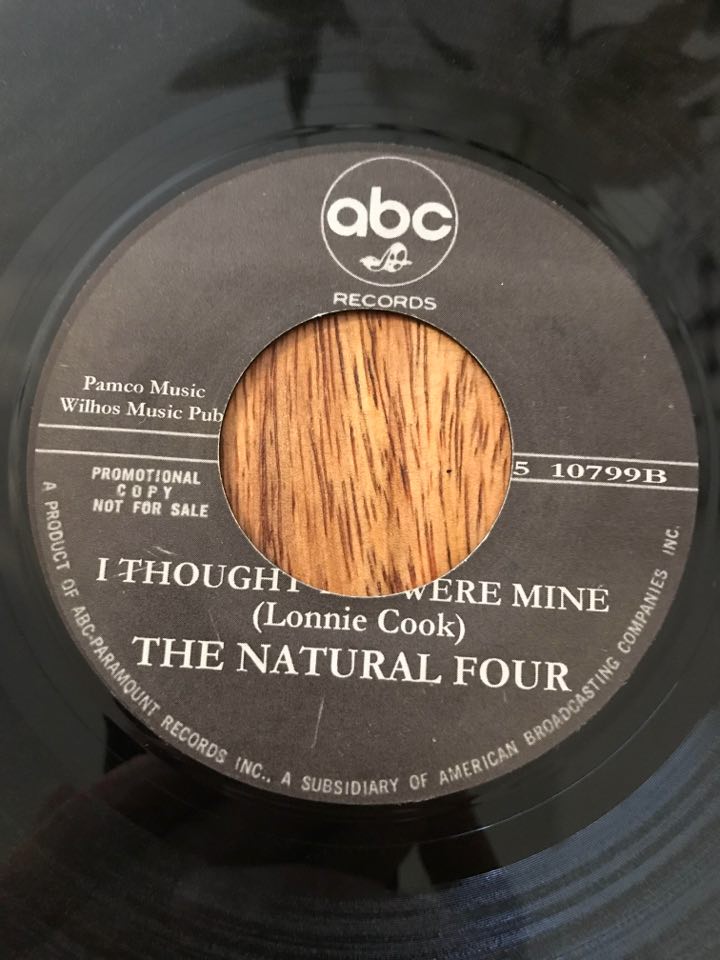 abc
RECORDS
Pamco Music
Wilhos Music Pub
5 10799B
PROMOTIONAL
COPY
NOT FOR SALE
I THOUGHT WERE MINE
(Lonnie Cook)
THE NATURAL FOUR
A PRODUCT OF ABC-PARAMOUNT RECORDS INC., A SUBSIDIARY OF AMERICAN BROADCASTING COMPANIES INC.